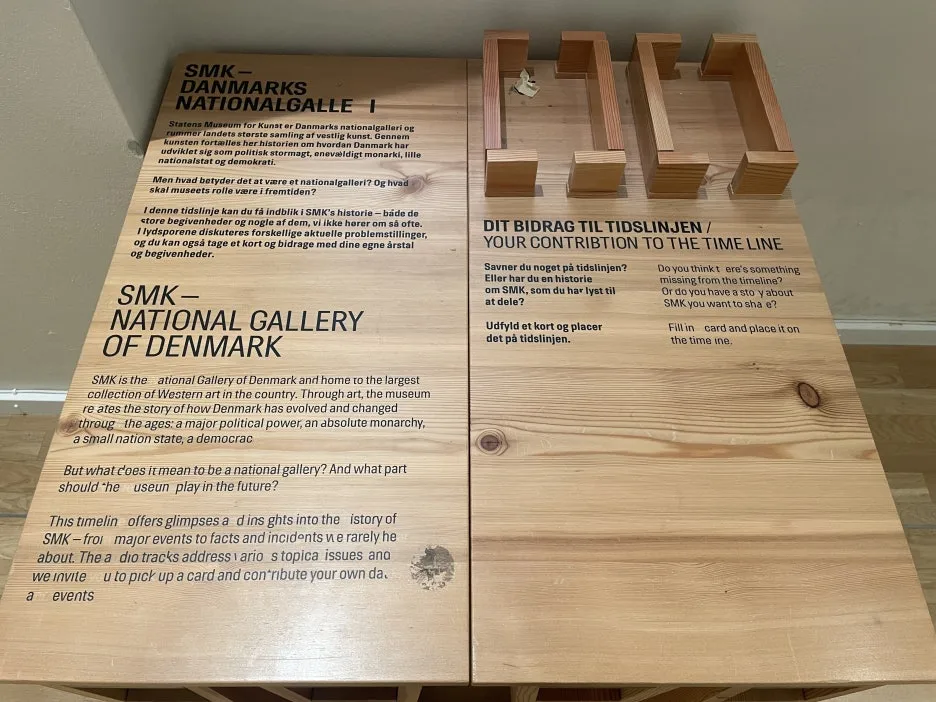 SMK –
DANMARKS
NATIONALGALLE I
Statens Museum for Kunst er Danmarks nationalgalleri og
rummer landets største samling af vestlig kunst. Gennem
kunsten fortælles her historien om hvordan Danmark har
udviklet sig som politisk stormagt, enevældigt monarki, lille
nationalstat og demokrati.
Men hvad betyder det at være et nationalgalleri? Og hvad
skal museets rolle være i fremtiden?
I denne tidslinje kan du få indblik i SMK's historie – både de
store begivenheder og nogle af dem, vi ikke hører om så ofte.
I lydsporene diskuteres forskellige aktuelle problemstillinger,
og du kan også tage et kort og bidrage med dine egne årstal
og begivenheder.
SMK –
NATIONAL GALLERY
OF DENMARK
SMK is the ational Gallery of Denmark and home to the largest
collection of Western art in the country. Through art, the museum
re ates the story of how Denmark has evolved and changed
throug the ages: a major political power, an absolute monarchy,
a small nation state, a democrac
But what does it mean to be a national gallery? And what part
should the useum play in the future?
This timelin offers glimpses a d ins ghts into the istory of
SMK – from major events to facts and incidents we rarely he
about. The a dio tracks address vario s topica issues and
we invite u to pick up a card and contribute your own da
a events
DIT BIDRAG TIL TIDSLINJEN /
YOUR CONTRIBTION TO THE TIME LINE
Savner du noget på tidslinjen?
Eller har du en historie
om SMK, som du har lyst til
at dele?
Udfyld et kort og placer
det på tidslinjen.
Do you think t ere's something
missing from the timeline?
Or do you have a sto y about
SMK you want to sha e?
Fill in card and place it on
the time ine.